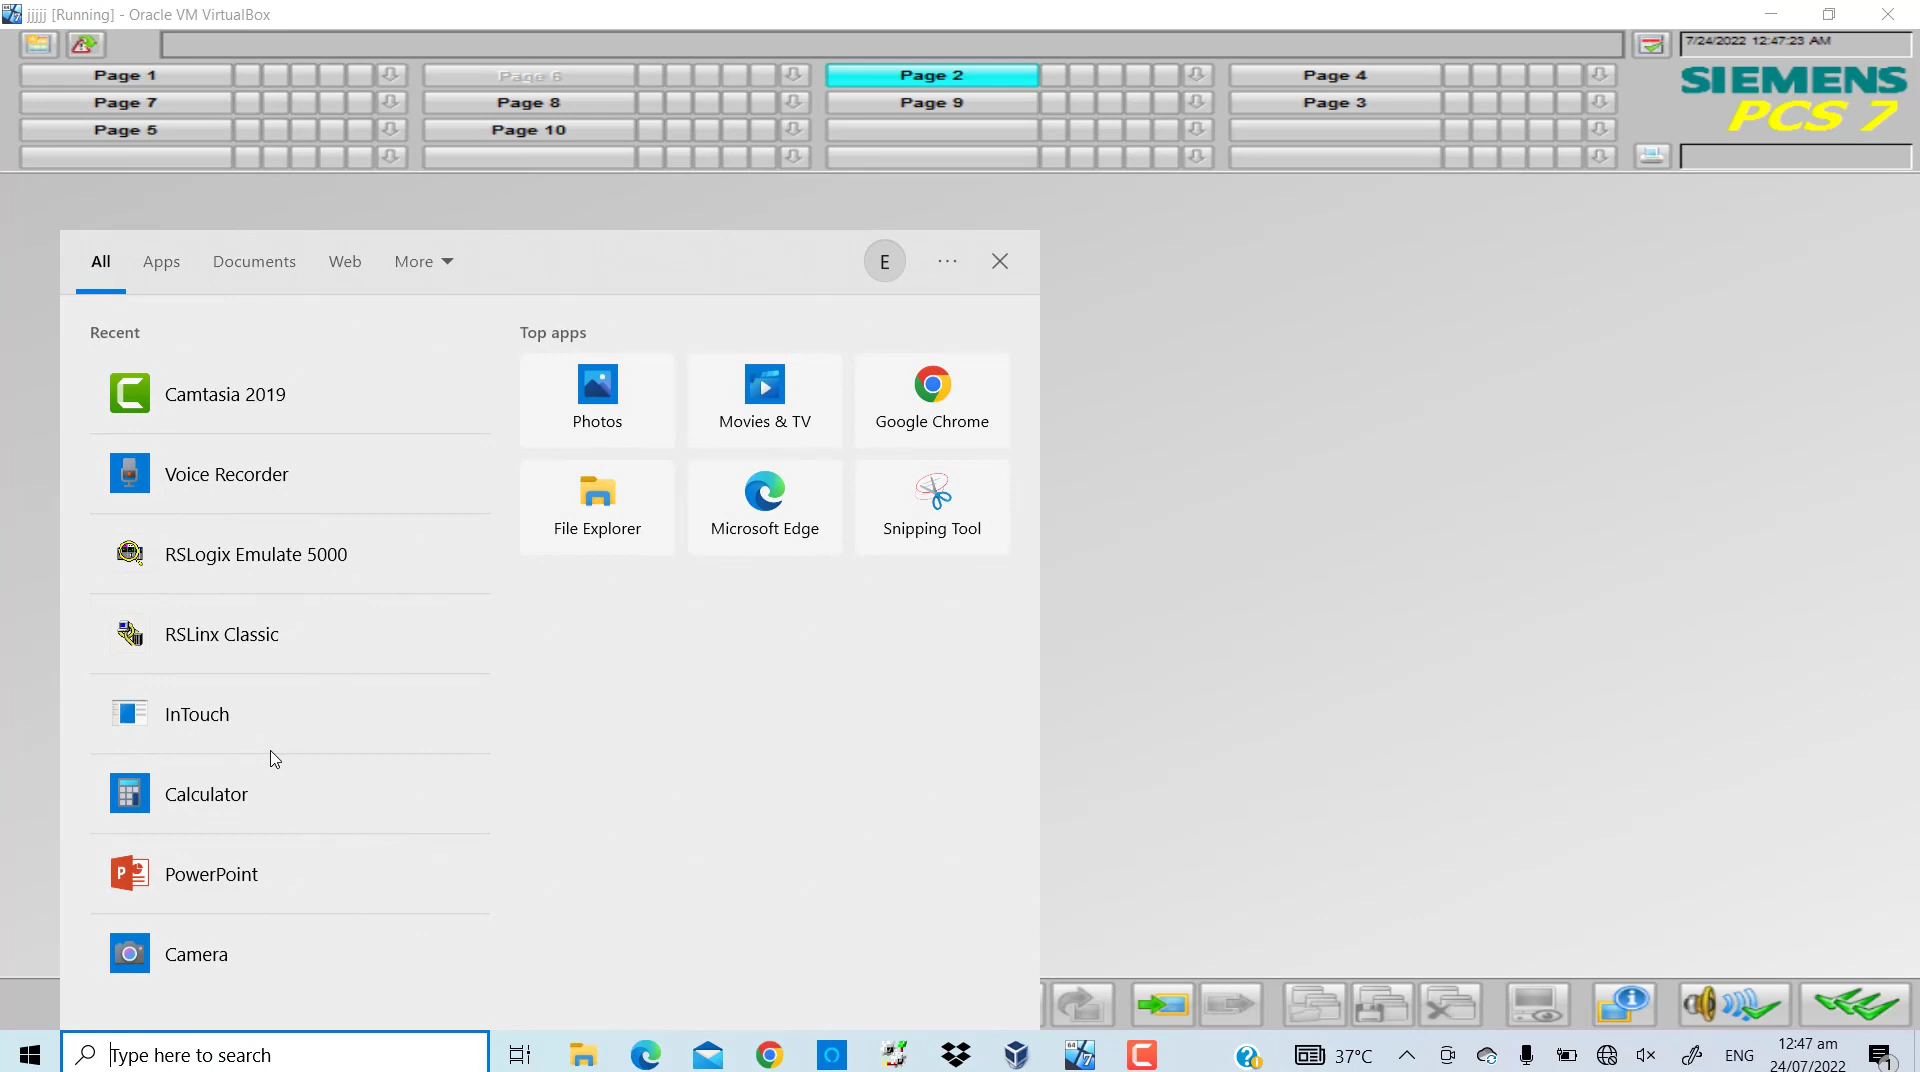 jjjjj [Running] - Oracle VM VirtualBox
7/24/2022 12:47:23 AM
Page 1 Page 6 Page 2 Page 4
SIEMENS
Page 7 Page 8 Page 9 Page 3
PCS 7
Page 5 Page 10
All Apps Documents Web More E
Recent Top apps
Camtasia 2019
Photos Movies & TV Google Chrome
Voice Recorder
File Explorer Microsoft Edge Snipping Tool
RSLogix Emulate 5000
RSLinx Classic
InTouch
Calculator
PowerPoint
Camera
Type here to search 37°C ENG 12:47 am
24/07/2022 1